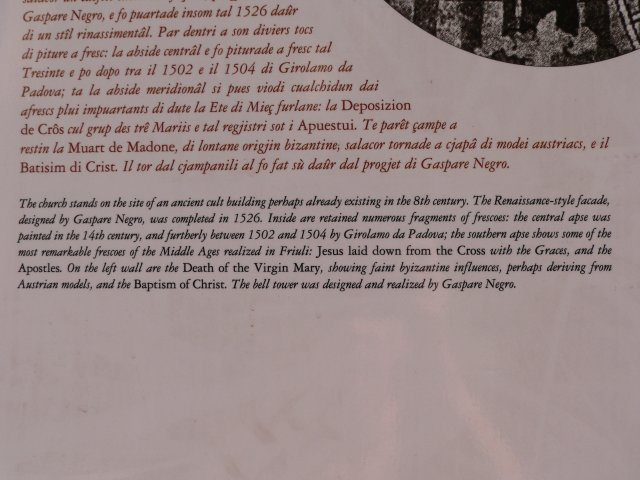 Gaspare Negro, e fo puartade insom tal 1526 daûr
di un stîl rinassimentâl. Par dentri a son diviers tocs
di piture a fresc: la abside centrâl e fo piturade a fresc tal
Tresinte e po dopo tra il 1502 e il 1504 di Girolamo da
Padova; ta la abside meridionâl si pues viodi cualchidun dai
afrescs plui impuartants di dute la Ete di Mieç furlane: la Deposizion
de Crôs cul grup des trê Mariis e tal regjistri sot i Apuestui. Te parêt çampe a
restin la Muart de Madone, di lontane origjin bizantine, salacor tornade a cjapâ di modei austriacs, e il
Batisim di Crist. Il tor dal cjampanili al fo fat sù daûr dal progjet di Gaspare Negro.
The church stands on the site of an ancient cult building perhaps already existing in the 8th century. The Renaissance-style facade,
designed by Gaspare Negro, was completed in 1526. Inside are retained numerous fragments of frescoes: the central apse was
painted in the 14th century, and furtherly between 1502 and 1504 by Girolamo da Padova; the southern apse shows some of the
most remarkable frescoes of the Middle Ages realized in Friuli: Jesus laid down from the Cross with the Graces, and the
Apostles. On the left wall are the Death of the Virgin Mary, showing faint byizantine influences, perhaps deriving from
Austrian models, and the Baptism of Christ. The bell tower was designed and realized by Gaspare Negro.